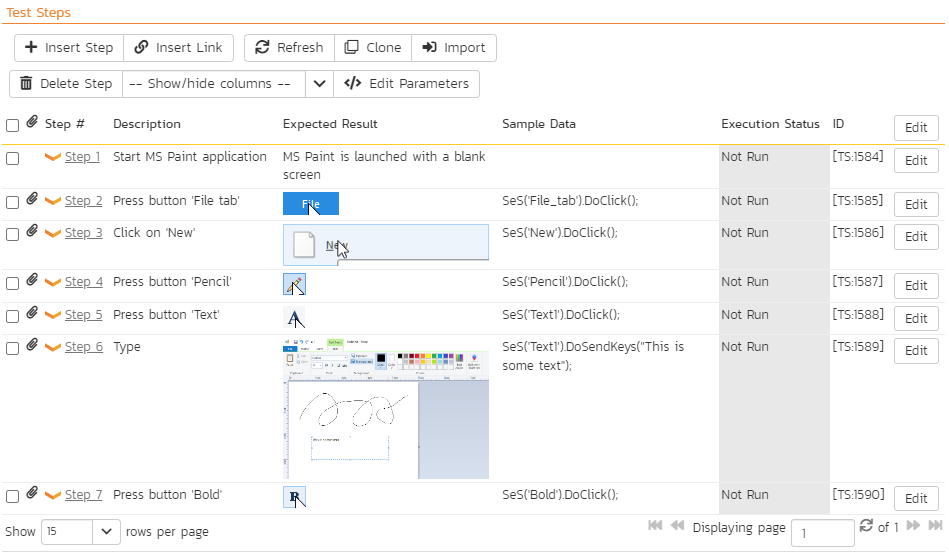 Test Steps
Insert Step Insert Link Refresh Clone Import
Delete Step -- Show/hide columns -- Edit Parameters
Step # Description Expected Result Sample Data Execution Status ID Edit
Step 1 Start MS Paint application MS Paint is launched with a blank Not Run [TS:1584] Edit
screen
Step 2 Press button 'File tab' File SeS('File_tab').DoClick(); Not Run [TS:1585] Edit
Step 3 Click on 'New' New SeS('New').DoClick(); Not Run [TS:1586] Edit
Step 4 Press button 'Pencil' SeS('Pencil').DoClick(); Not Run [TS:1587] Edit
Step 5 Press button 'Text' A SeS('Text1').DoClick(); Not Run [TS:1588] Edit
Step 6 Type SeS('Text1').DoSendKeys("This is Not Run [TS:1589] Edit
some text");
Step 7 Press button 'Bold' B SeS('Bold').DoClick(); Not Run [TS:1590] Edit
Show 15 rows per page Displaying page 1 of 1